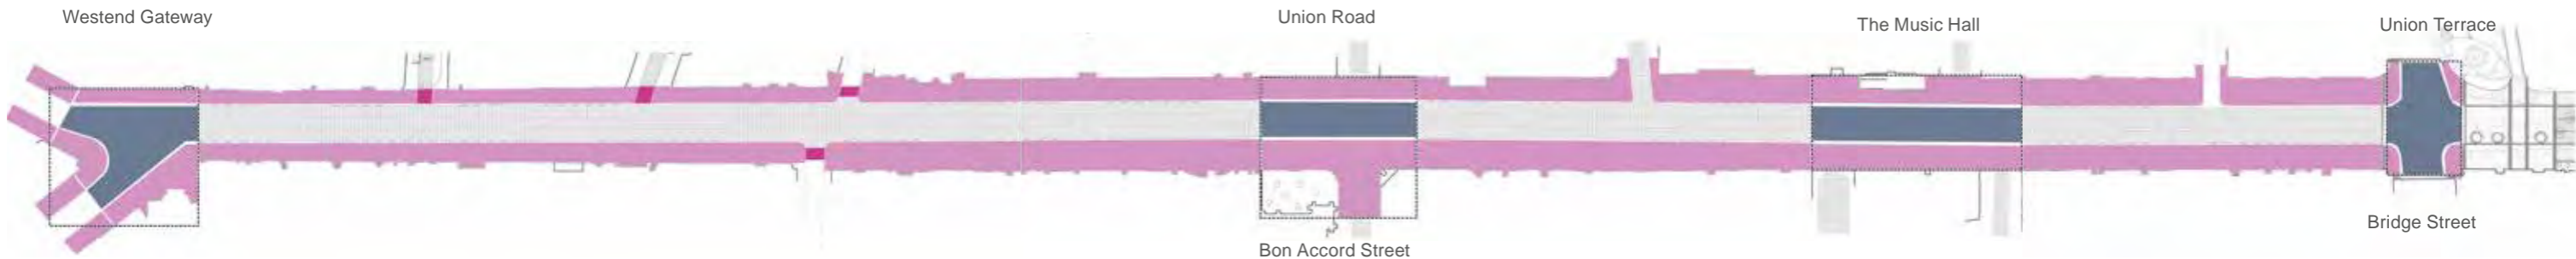 Westend Gateway
Union Road
The Music Hall
Union Terrace
Bon Accord Street
Bridge Street